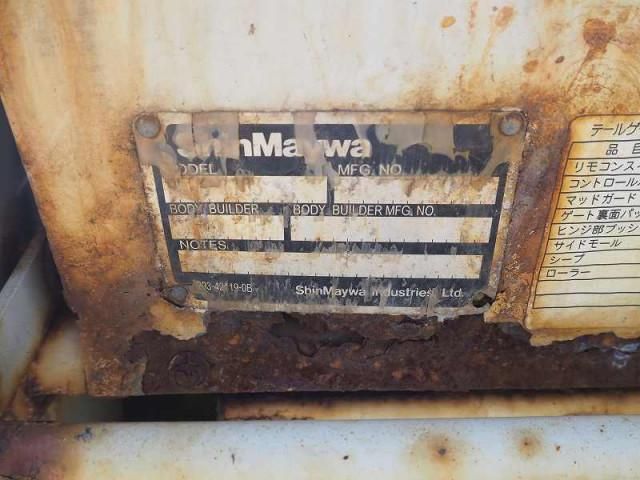 ShinMaywa
MODEL MFG. NO.
BODY BUILDER BODY BUILDER MFG. NO.
NOTES
ShinMaywa Industries, Ltd.
テールゲ
品目
リモコンス
コントロール
マッドガード
ゲート裏面パッ
ヒンジ部ブッシ
サイドモール
シーブ
ローラー